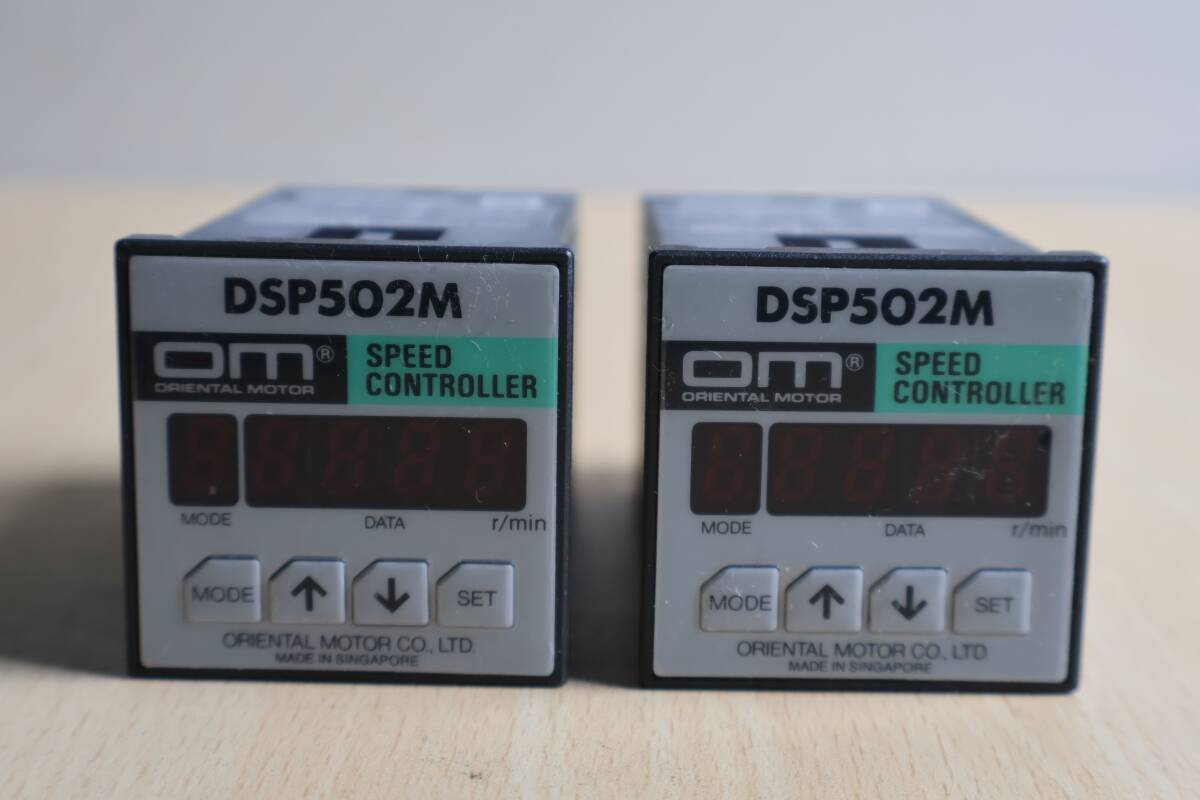 DSP502M
OM®
ORIENTAL MOTOR
SPEED
CONTROLLER
MODE
DATA
r/min
MODE
↑
↓
SET
ORIENTAL MOTOR CO., LTD.
MADE IN SINGAPORE
DSP502M
OM®
ORIENTAL MOTOR
SPEED
CONTROLLER
MODE
DATA
r/min
MODE
↑
↓
SET
ORIENTAL MOTOR CO., LTD.
MADE IN SINGAPORE